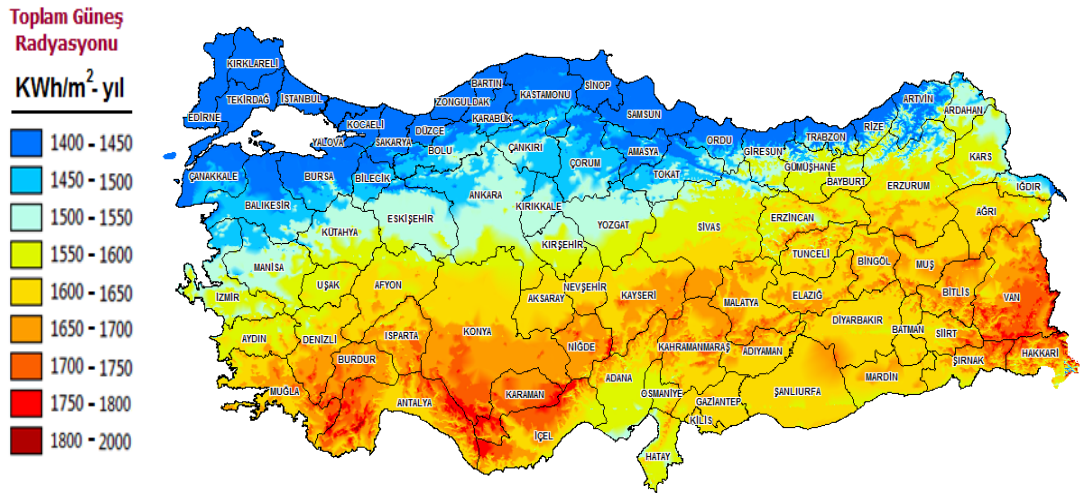 Toplam Güneş
Radyasyonu
KWh/m²- yıl
1400 - 1450
1450 - 1500
1500 - 1550
1550 - 1600
1600 - 1650
1650 - 1700
1700 - 1750
1750 - 1800
1800 - 2000
KIRKLARELİ
TEKİRDAĞ
İSTANBUL
EDİRNE
KOCAELİ
YALOVA
SAKARYA
DÜZCE
ZONGULDAK
BARTIN
KARABÜK
KASTAMONU
SİNOP
SAMSUN
BOLU
ÇANKIRI
ÇORUM
AMASYA
TOKAT
ORDU
GİRESUN
TRABZON
RİZE
ARTVİN
ARDAHAN
GÜMÜŞHANE
BAYBURT
ERZURUM
KARS
IĞDIR
AĞRI
ÇANAKKALE
BURSA
BİLECİK
BALIKESİR
KÜTAHYA
ESKİŞEHİR
ANKARA
KIRIKKALE
KIRŞEHİR
YOZGAT
SİVAS
ERZİNCAN
TUNCELİ
BİNGÖL
MUŞ
BİTLİS
VAN
MANİSA
İZMİR
UŞAK
AFYON
AKSARAY
NEVŞEHİR
KAYSERİ
MALATYA
ELAZIĞ
DİYARBAKIR
BATMAN
SİİRT
ŞIRNAK
HAKKARİ
AYDIN
DENİZLİ
ISPARTA
BURDUR
KONYA
NİĞDE
KAHRAMANMARAŞ
ADIYAMAN
MARDİN
MUĞLA
ANTALYA
KARAMAN
İÇEL
ADANA
OSMANİYE
GAZİANTEP
KİLİS
ŞANLIURFA
HATAY